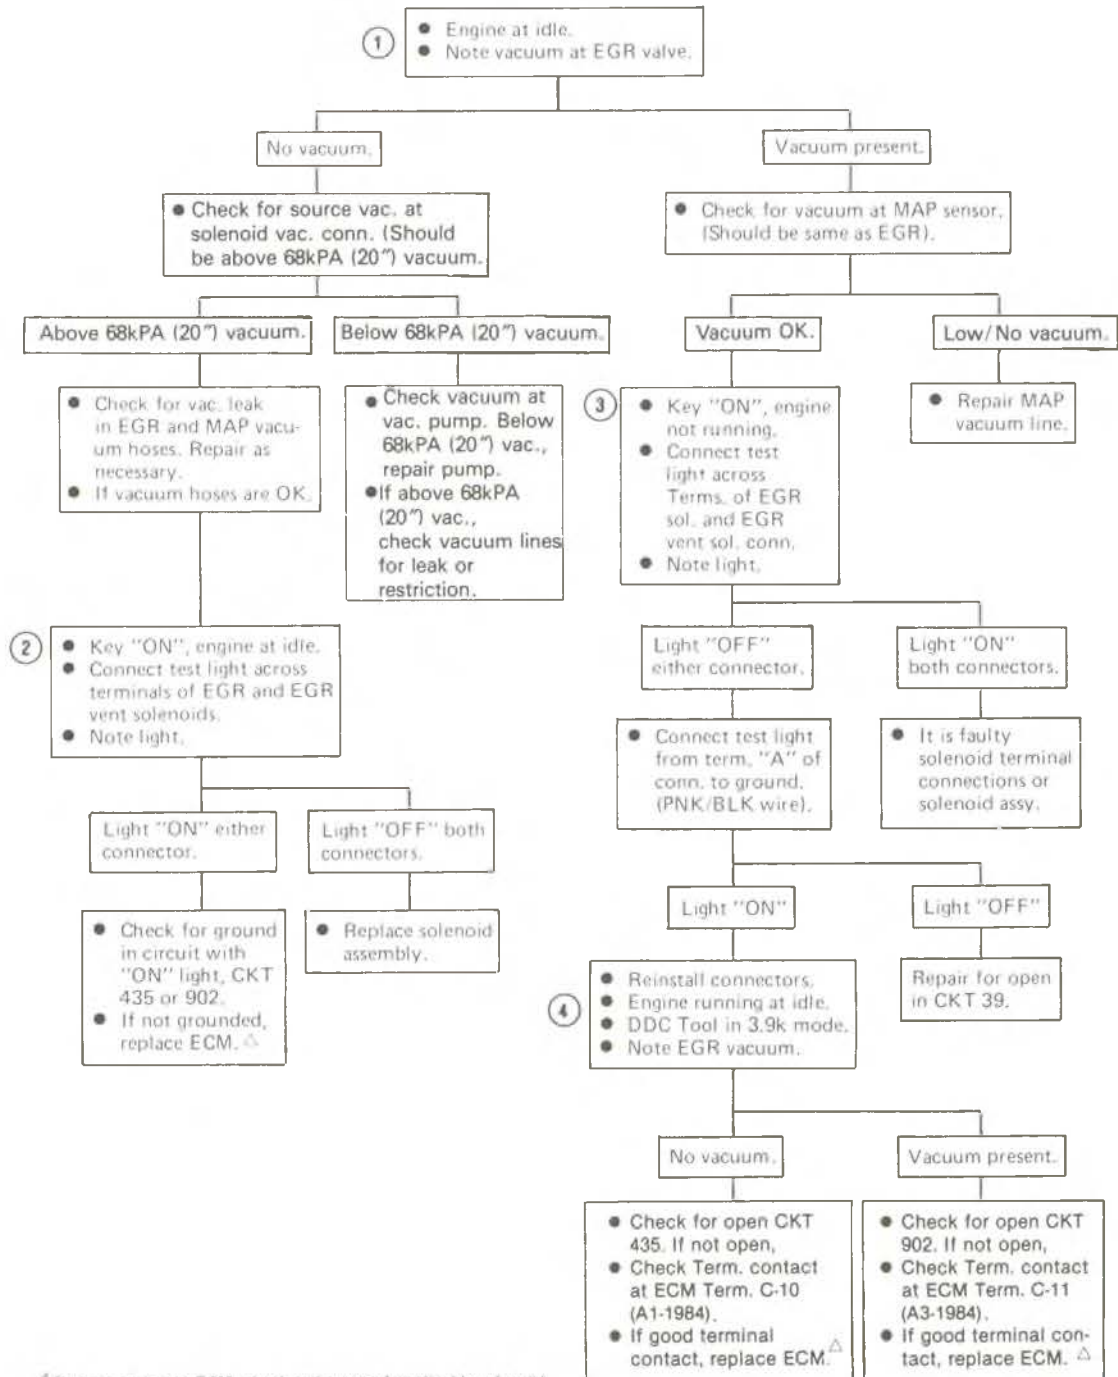 1
● Engine at idle.
● Note vacuum at EGR valve.
No vacuum.
Vacuum present.
● Check for source vac. at
solenoid vac. conn. (Should
be above 68kPA (20") vacuum.
● Check for vacuum at MAP sensor.
(Should be same as EGR).
Above 68kPA (20") vacuum.
Below 68kPA (20") vacuum.
Vacuum OK.
Low/No vacuum.
● Check for vac. leak
in EGR and MAP vacu-
um hoses. Repair as
necessary.
● If vacuum hoses are OK.
● Check vacuum at
vac. pump. Below
68kPA (20") vac.,
repair pump.
● If above 68kPA
(20") vac.,
check vacuum lines
for leak or
restriction.
3
● Key "ON", engine
not running.
● Connect test
light across
Terms. of EGR
sol. and EGR
vent sol. conn.
● Note light.
● Repair MAP
vacuum line.
2
● Key "ON", engine at idle.
● Connect test light across
terminals of EGR and EGR
vent solenoids.
● Note light.
Light "OFF"
either connector.
Light "ON"
both connectors.
● Connect test light
from term. "A" of
conn. to ground.
(PNK/BLK wire).
● It is faulty
solenoid terminal
connections or
solenoid assy.
Light "ON" either
connector.
Light "OFF" both
connectors.
● Check for ground
in circuit with
"ON" light, CKT
435 or 902.
● If not grounded,
replace ECM. △
● Replace solenoid
assembly.
Light "ON"
Light "OFF"
4
● Reinstall connectors.
● Engine running at idle.
● DDC Tool in 3.9k mode.
● Note EGR vacuum.
Repair for open
in CKT 39.
No vacuum.
Vacuum present.
● Check for open CKT
435. If not open,
● Check Term. contact
at ECM Term. C-10
(A1-1984).
● If good terminal
contact, replace ECM. △
● Check for open CKT
902. If not open,
● Check Term. contact
at ECM Term. C-11
(A3-1984).
● If good terminal con-
tact, replace ECM. △